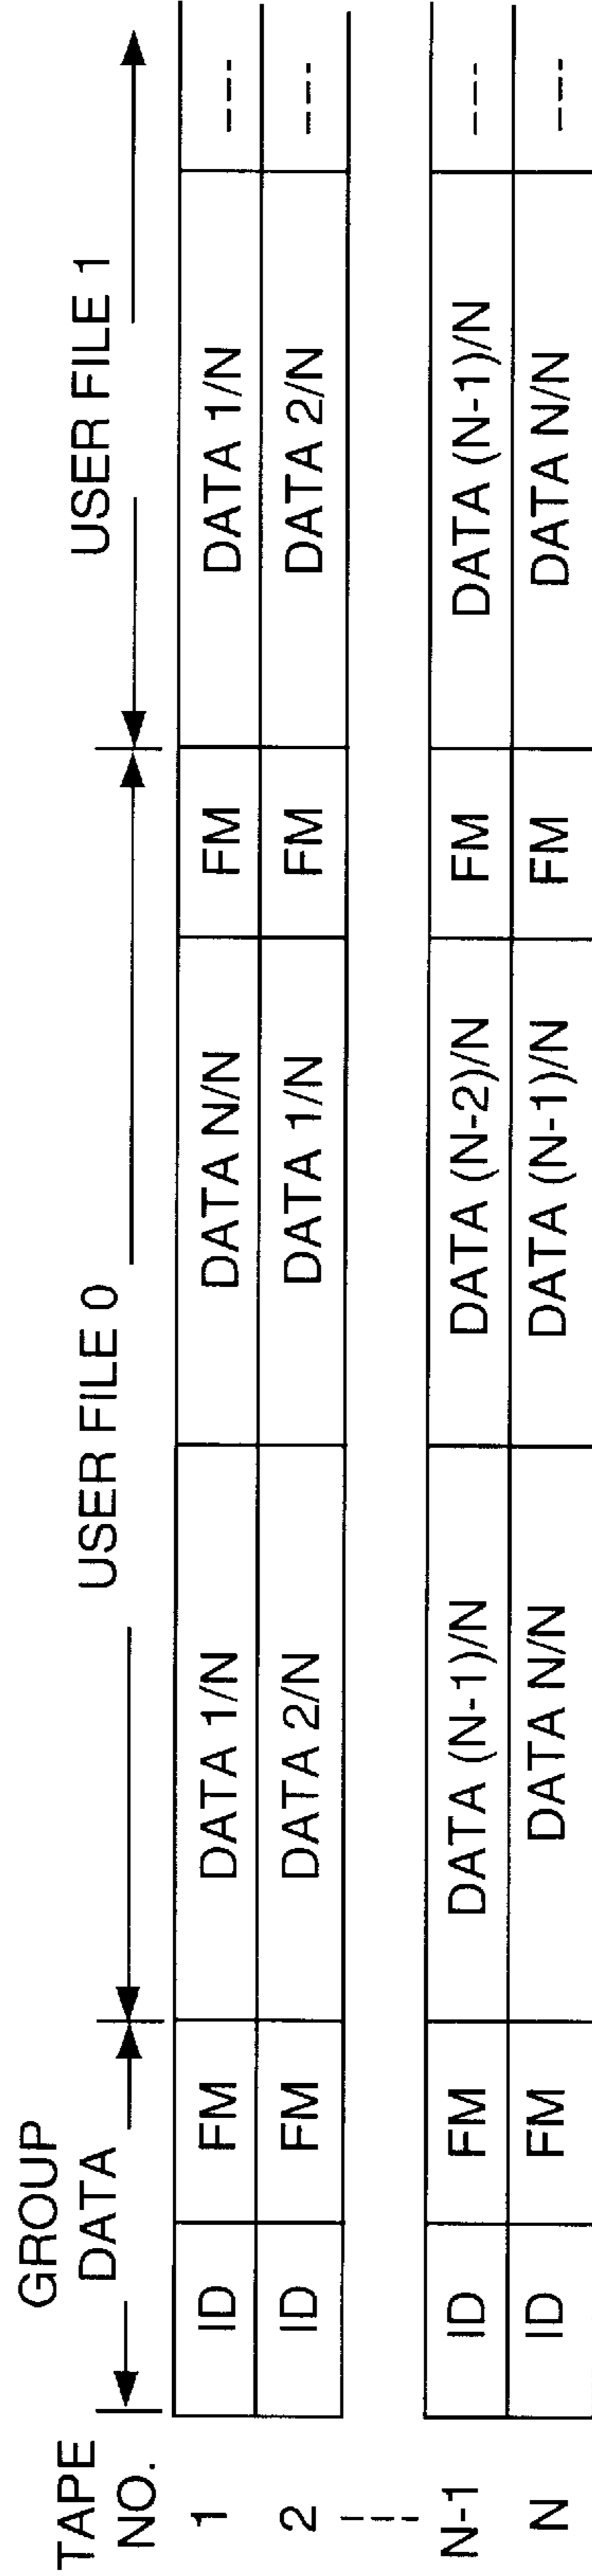 TAPE NO. GROUP DATA USER FILE 0 USER FILE 1
1 ID FM DATA 1/N DATA N/N FM DATA 1/N ---
2 ID FM DATA 2/N DATA 1/N FM DATA 2/N ---
---
N-1 ID FM DATA (N-1)/N DATA (N-2)/N FM DATA (N-1)/N ---
N ID FM DATA N/N DATA (N-1)/N FM DATA N/N ---